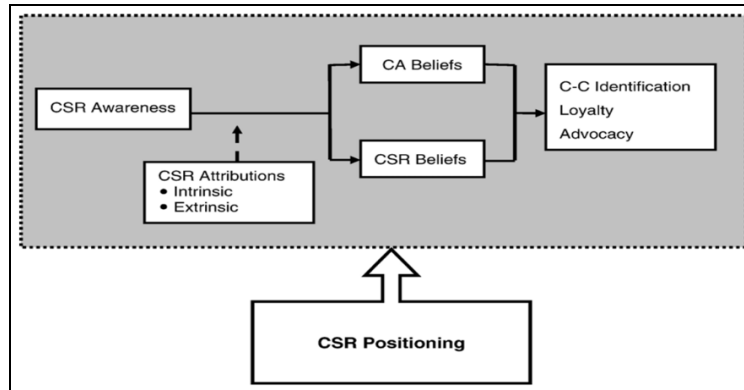 CSR Awareness
CA Beliefs
CSR Beliefs
C-C Identification
Loyalty
Advocacy
CSR Attributions
• Intrinsic
• Extrinsic
CSR Positioning